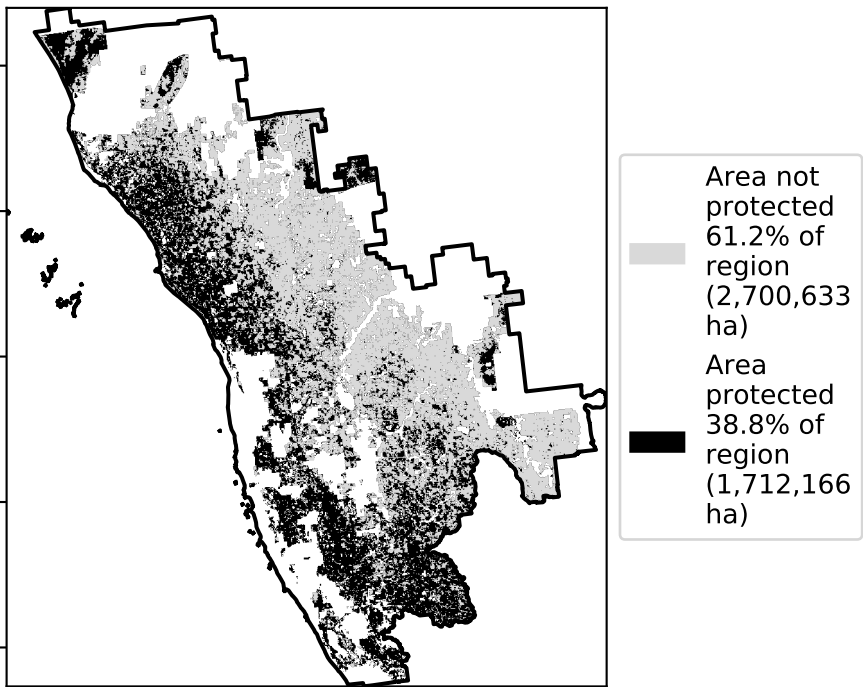 Area not
protected
61.2% of
region
(2,700,633
ha)
Area
protected
38.8% of
region
(1,712,166
ha)